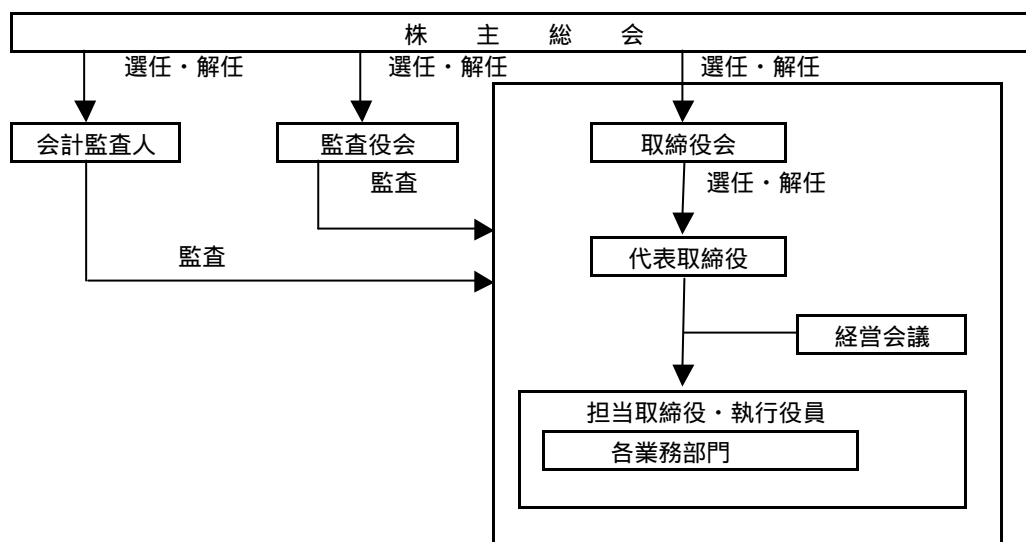 株主総会
選任・解任
選任・解任
選任・解任
会計監査人
監査役会
取締役会
監査
選任・解任
監査
代表取締役
経営会議
担当取締役・執行役員
各業務部門